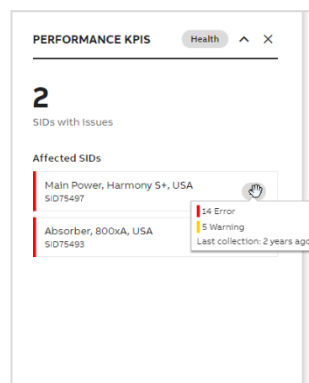 PERFORMANCE KPIS
Health
2
SIDs with issues
Affected SIDs
Main Power, Harmony S+, USA
SID75497
14 Error
5 Warning
Last collection: 2 years ago
Absorber, 800xA, USA
SID75493